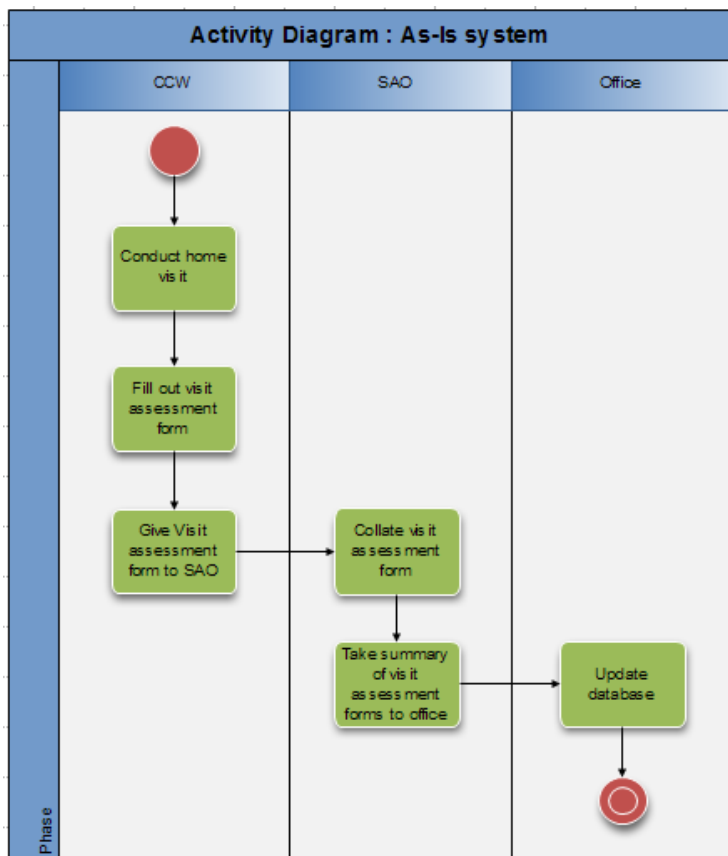 Activity Diagram : As-Is system
CCW
SAO
Office
Conduct home
visit
Fill out visit
assessment
form
Give Visit
assessment
form to SAO
Collate visit
assessment
form
Take summary
of visit
assessment
forms to office
Update
database
Phase